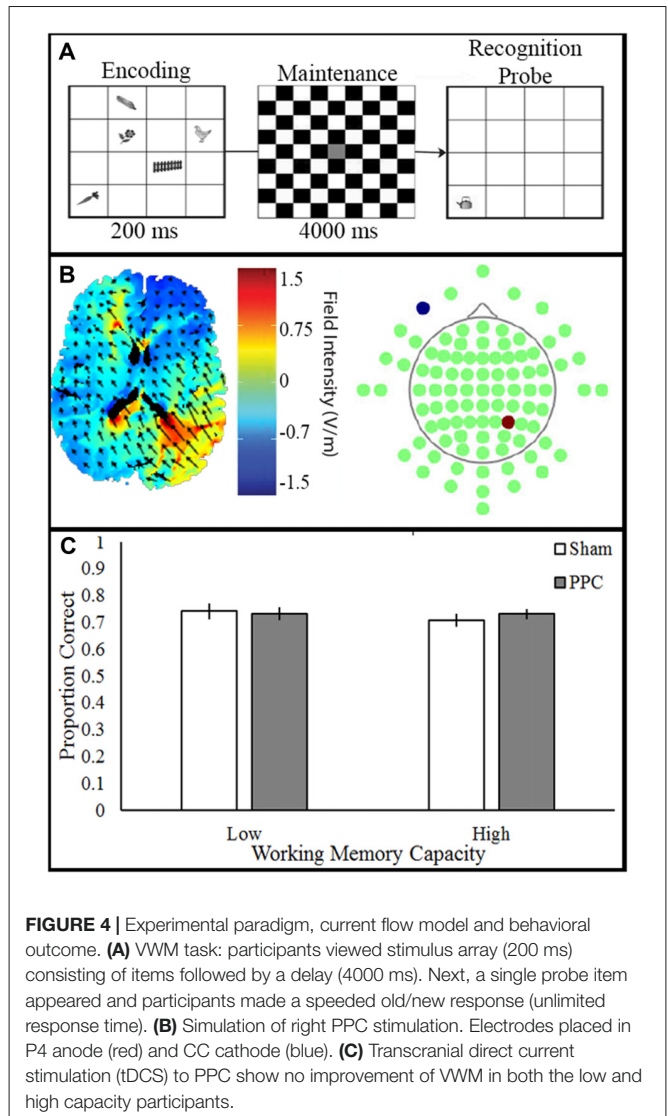 A
Encoding
Maintenance
Recognition
Probe
200 ms
4000 ms
B
1.5
0.75
0
-0.7
-1.5
Field Intensity (V/m)
C
Proportion Correct
1
0.9
0.8
0.7
0.6
0.5
0.4
0.3
0.2
0.1
0
Sham
PPC
Low
High
Working Memory Capacity
FIGURE 4 | Experimental paradigm, current flow model and behavioral
outcome. (A) VWM task: participants viewed stimulus array (200 ms)
consisting of items followed by a delay (4000 ms). Next, a single probe item
appeared and participants made a speeded old/new response (unlimited
response time). (B) Simulation of right PPC stimulation. Electrodes placed in
P4 anode (red) and CC cathode (blue). (C) Transcranial direct current
stimulation (tDCS) to PPC show no improvement of VWM in both the low and
high capacity participants.